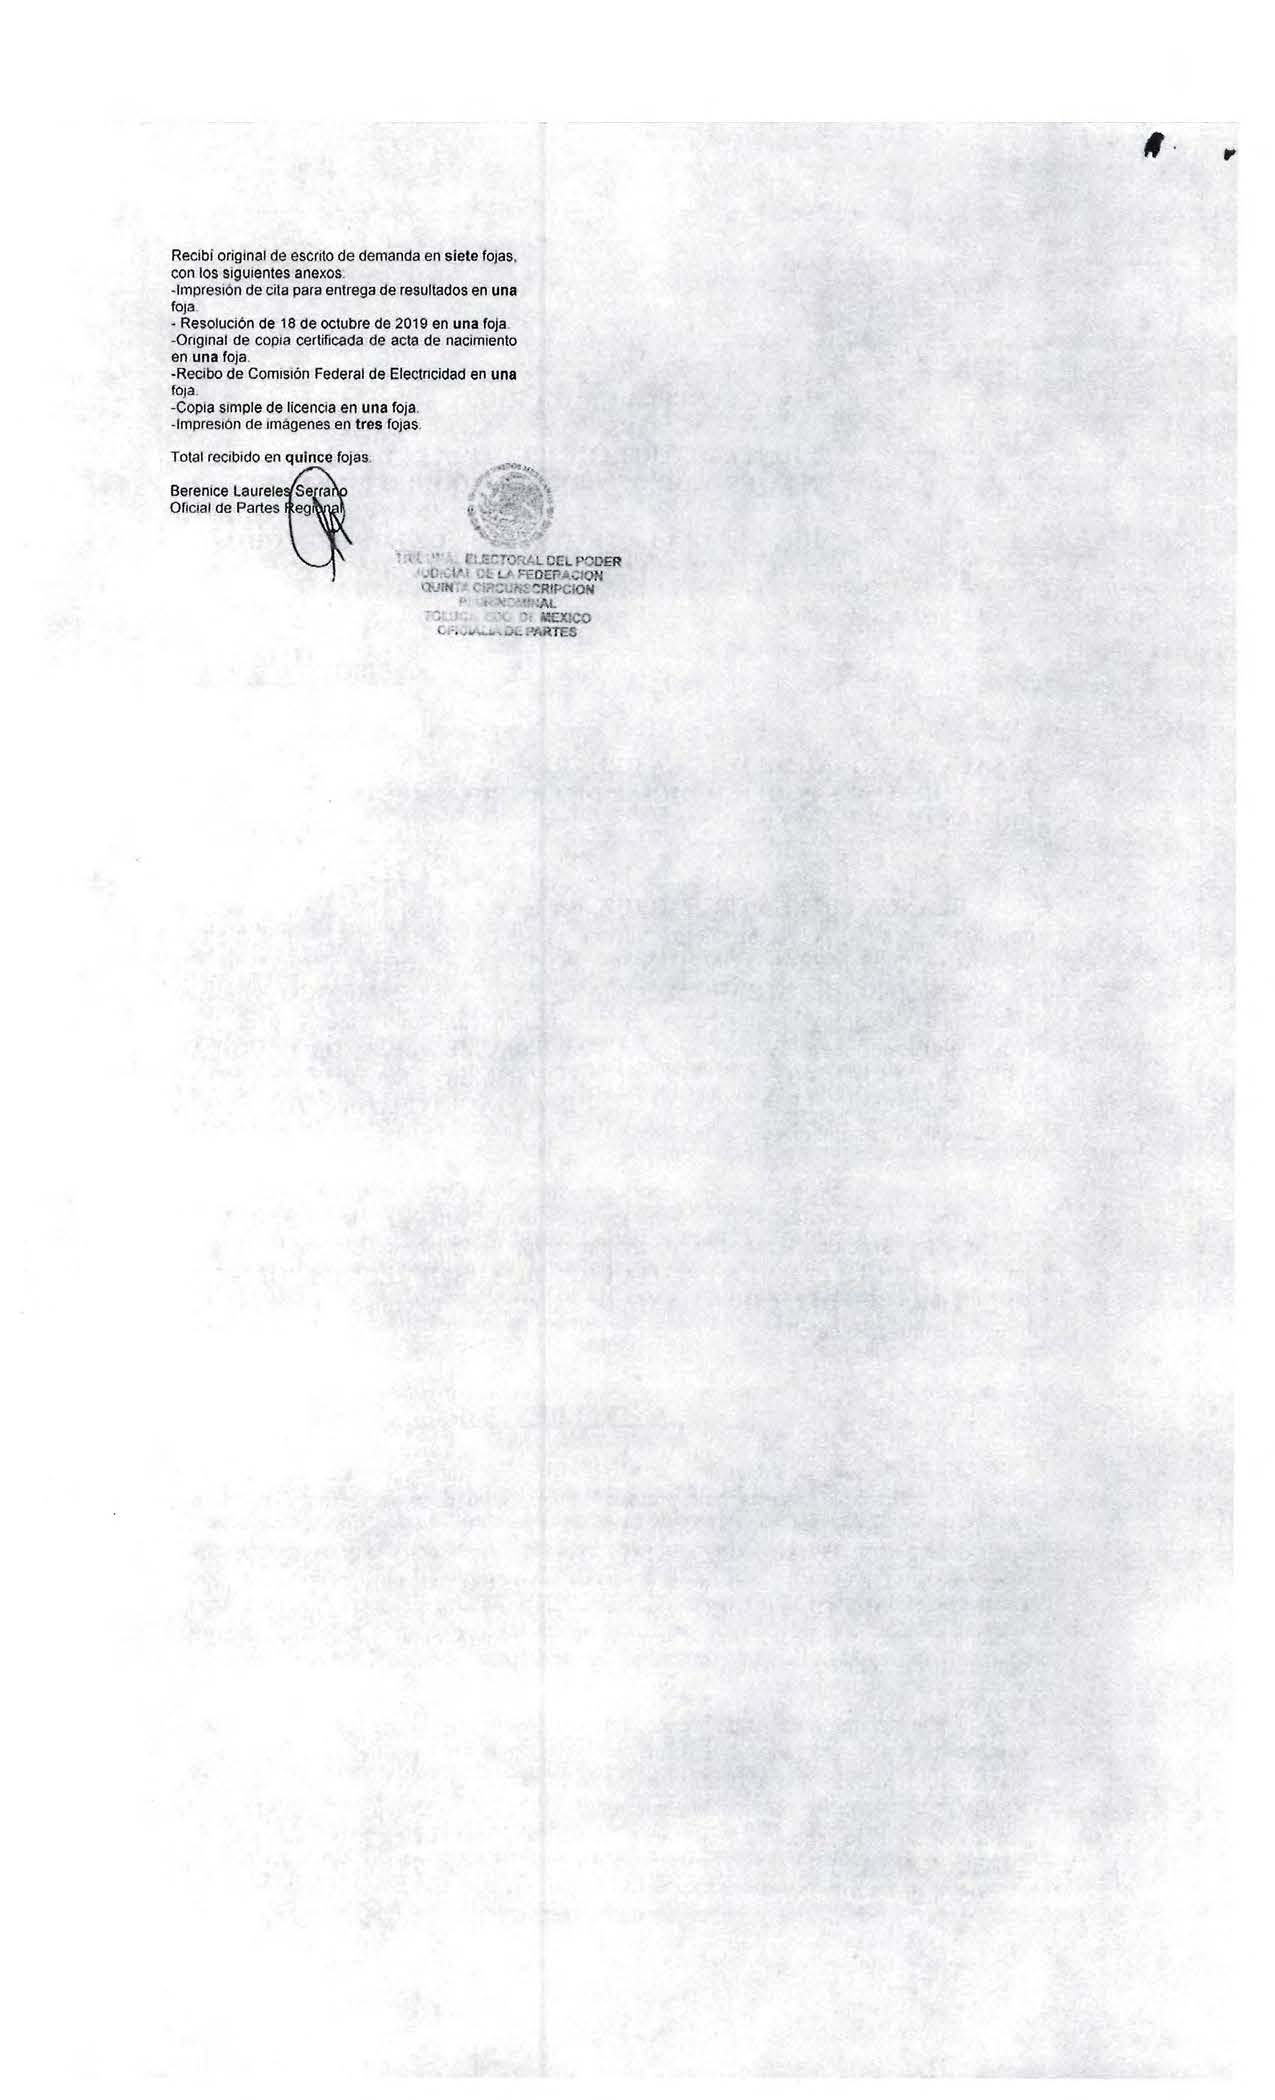 Recibí original de escrito de demanda en siete fojas,
con los siguientes anexos:
-Impresión de cita para entrega de resultados en una
foja.
- Resolución de 18 de octubre de 2019 en una foja.
-Original de copia certificada de acta de nacimiento
en una foja.
-Recibo de Comisión Federal de Electricidad en una
foja.
-Copia simple de licencia en una foja.
-Impresión de imágenes en tres fojas.
Total recibido en quince fojas.
Berenice Laureles Serrano
Oficial de Partes Regional
TRIBUNAL ELECTORAL DEL PODER
JUDICIAL DE LA FEDERACION
QUINTA CIRCUNSCRIPCION
PLURINOMINAL
TOLUCA EDO. DE MEXICO
OFICIALIA DE PARTES